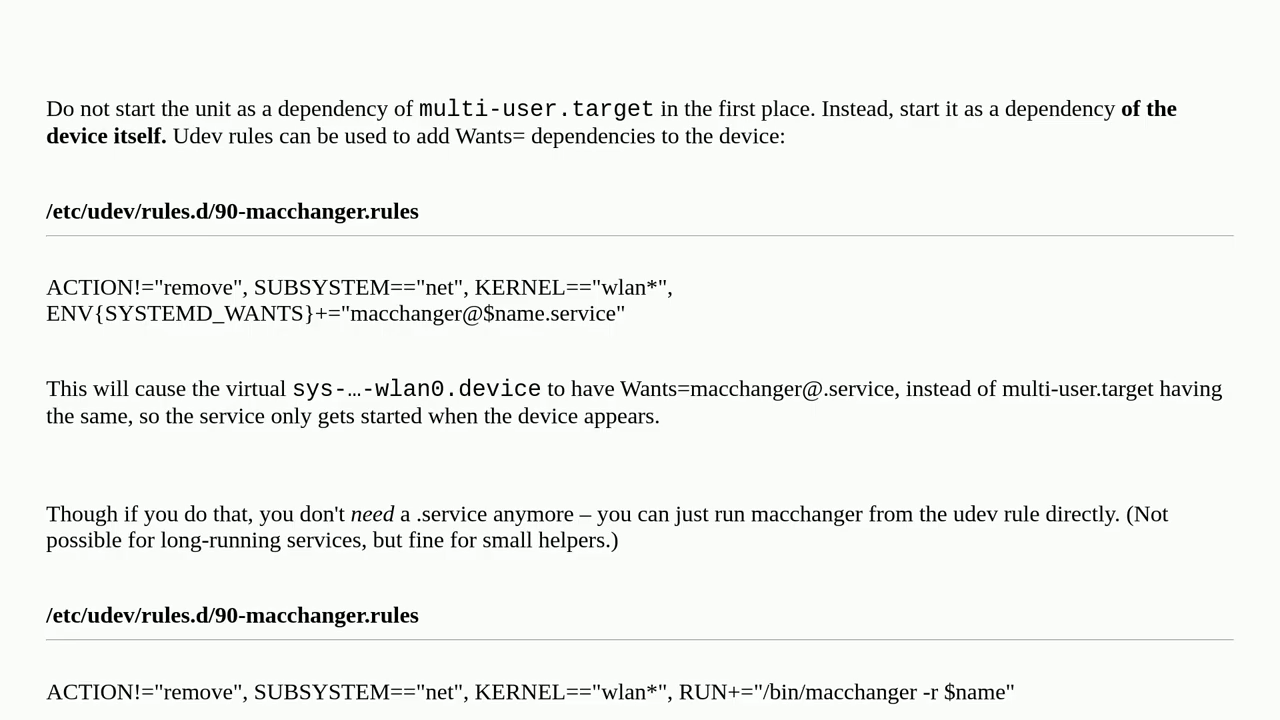 Do not start the unit as a dependency of multi-user.target in the first place. Instead, start it as a dependency of the
device itself. Udev rules can be used to add Wants= dependencies to the device:
/etc/udev/rules.d/90-macchanger.rules
ACTION!="remove", SUBSYSTEM=="net", KERNEL=="wlan*",
ENV{SYSTEMD_WANTS}+="macchanger@$name.service"
This will cause the virtual sys-…-wlan0.device to have Wants=macchanger@.service, instead of multi-user.target having
the same, so the service only gets started when the device appears.
Though if you do that, you don't need a .service anymore – you can just run macchanger from the udev rule directly. (Not
possible for long-running services, but fine for small helpers.)
/etc/udev/rules.d/90-macchanger.rules
ACTION!="remove", SUBSYSTEM=="net", KERNEL=="wlan*", RUN+="/bin/macchanger -r $name"